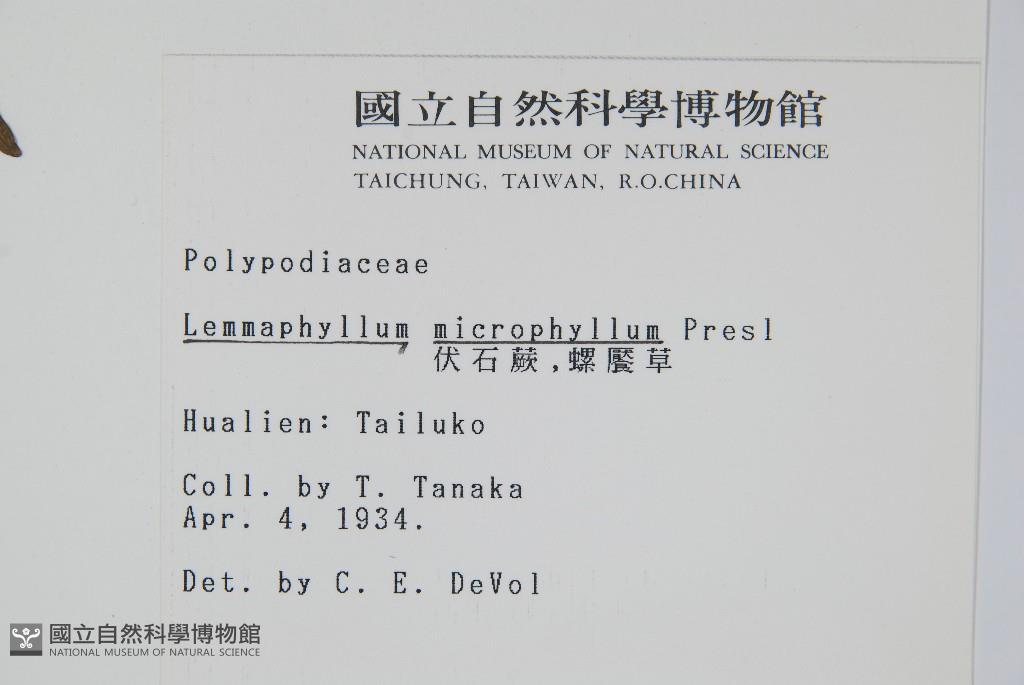 國立自然科學博物館
NATIONAL MUSEUM OF NATURAL SCIENCE
TAICHUNG, TAIWAN, R.O.CHINA
Polypodiaceae
Lemmaphyllum microphyllum Presl
伏石蕨,螺饜草
Hualien: Tailuko
Coll. by T. Tanaka
Apr. 4, 1934.
Det. by C. E. DeVol
國立自然科學博物館
NATIONAL MUSEUM OF NATURAL SCIENCE